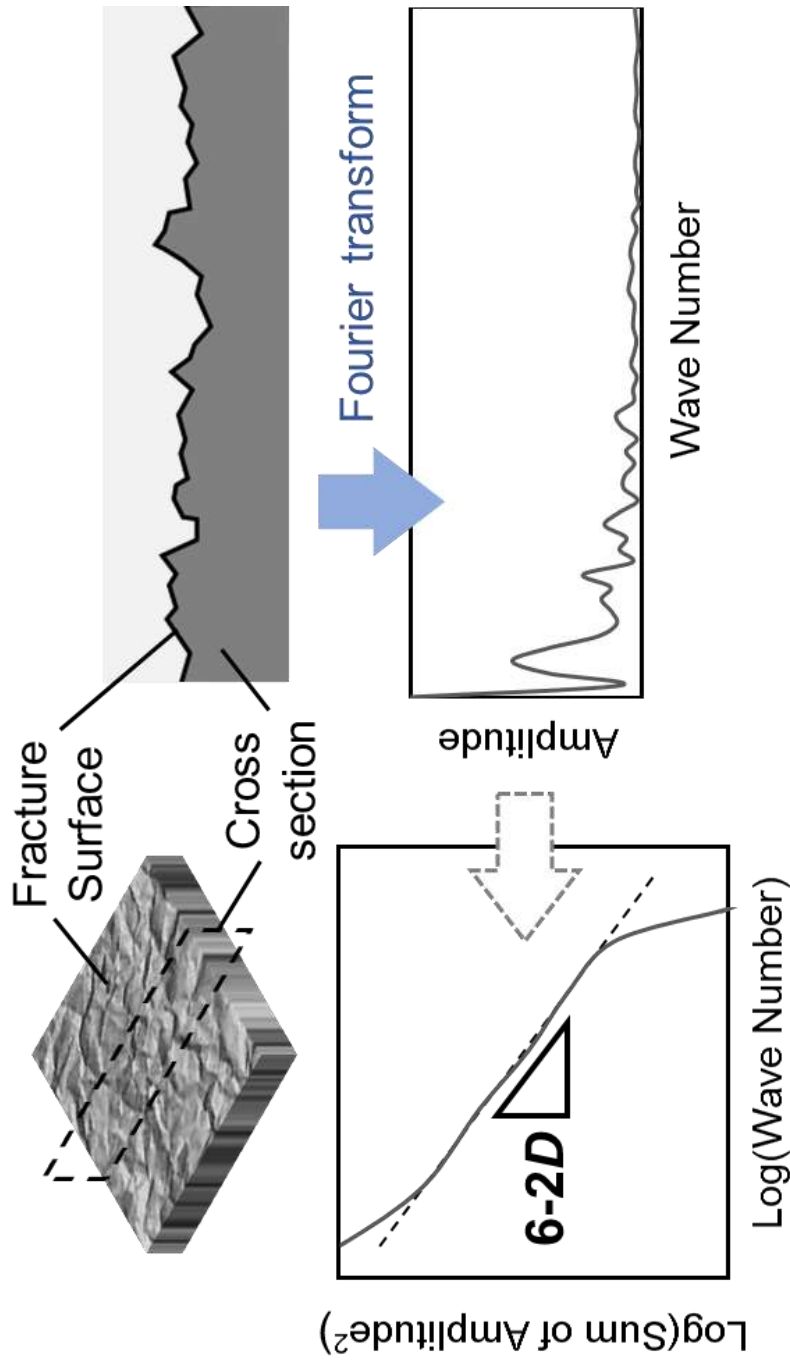 Fracture
Surface
Cross
section
Fourier transform
Amplitude
Wave Number
Log(Sum of Amplitude²)
6-2D
Log(Wave Number)